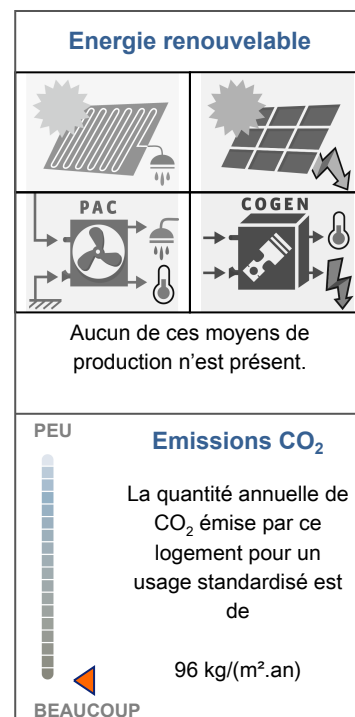 Energie renouvelable
PAC
COGEN
Aucun de ces moyens de
production n'est présent.
PEU
Emissions CO₂
La quantité annuelle de
CO₂ émise par ce
logement pour un
usage standardisé est
de
96 kg/(m².an)
BEAUCOUP